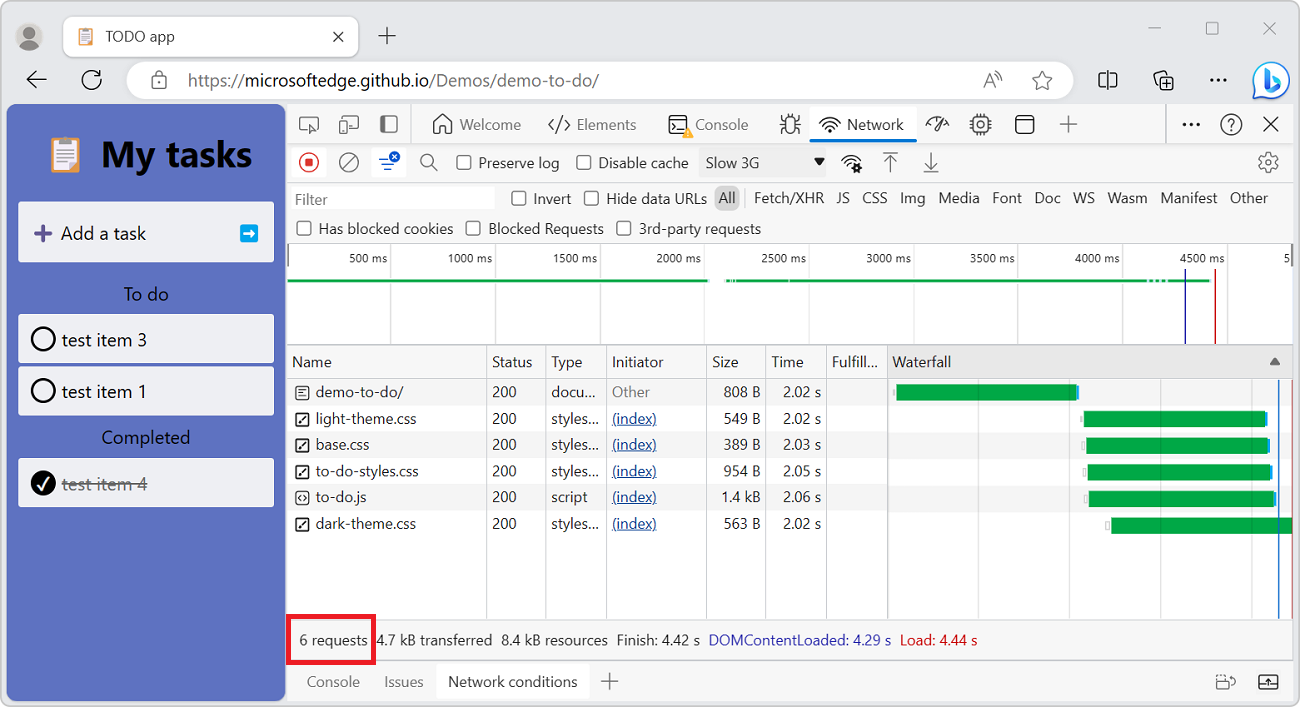 TODO app
https://microsoftedge.github.io/Demos/demo-to-do/
My tasks
Add a task
To do
test item 3
test item 1
Completed
test item 4
Welcome Elements Console Network
Preserve log Disable cache Slow 3G
Filter Invert Hide data URLs All Fetch/XHR JS CSS Img Media Font Doc WS Wasm Manifest Other
Has blocked cookies Blocked Requests 3rd-party requests
500 ms 1000 ms 1500 ms 2000 ms 2500 ms 3000 ms 3500 ms 4000 ms 4500 ms 5
Name Status Type Initiator Size Time Fulfill... Waterfall
demo-to-do/ 200 docu... Other 808 B 2.02 s
light-theme.css 200 styles... (index) 549 B 2.02 s
base.css 200 styles... (index) 389 B 2.03 s
to-do-styles.css 200 styles... (index) 954 B 2.05 s
to-do.js 200 script (index) 1.4 kB 2.06 s
dark-theme.css 200 styles... (index) 563 B 2.02 s
6 requests 4.7 kB transferred 8.4 kB resources Finish: 4.42 s DOMContentLoaded: 4.29 s Load: 4.44 s
Console Issues Network conditions